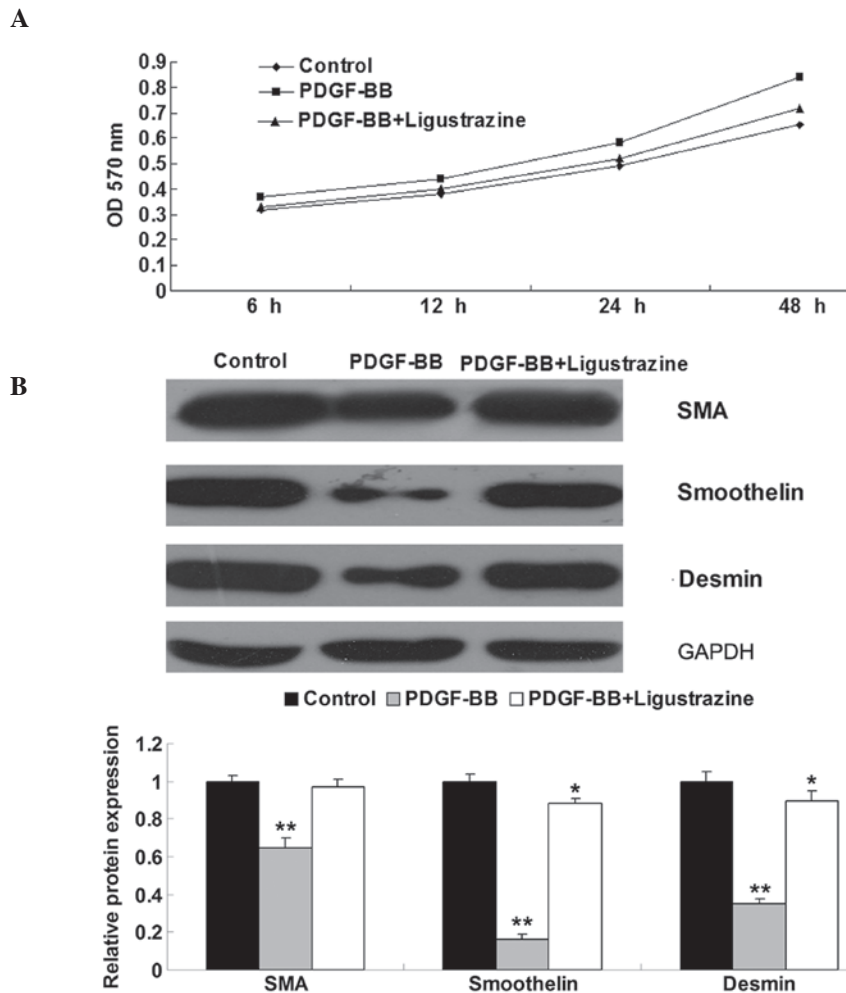 A
OD 570 nm
0.9
0.8
0.7
0.6
0.5
0.4
0.3
0.2
0.1
0
Control
PDGF-BB
PDGF-BB+Ligustrazine
6 h 12 h 24 h 48 h
B
Control PDGF-BB PDGF-BB+Ligustrazine
SMA
Smoothelin
Desmin
GAPDH
Control PDGF-BB PDGF-BB+Ligustrazine
Relative protein expression
1.2
1
0.8
0.6
0.4
0.2
0
**
**
*
**
*
SMA Smoothelin Desmin